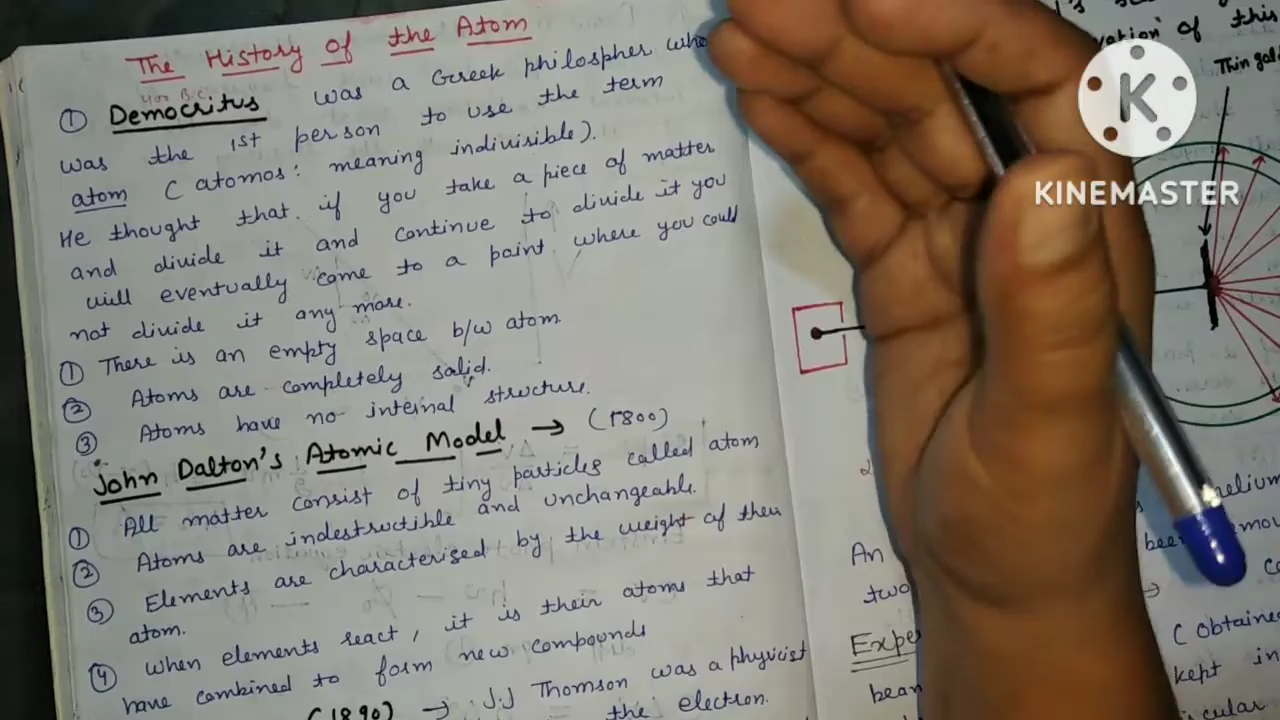 The History of the Atom
400 B.C.
① Democritus was a Greek philospher who
was the 1st person to use the term
atom (atomos: meaning indivisible).
He thought that if you take a piece of matter
and divide it and continue to divide it you
will eventually come to a point where you could
not divide it any more.
① There is an empty space b/w atom
② Atoms are completely solid.
③ Atoms have no internal structure.
John Dalton's Atomic Model → (1800)
① All matter consist of tiny particles called atom
② Atoms are indestructible and unchangeable.
③ Elements are characterised by the weight of their
atom.
④ When elements react, it is their atoms that
have combined to form new compounds
(1890) → J.J Thomson was a physicist
the electron.
of this
Thin gold
An
two
Expe
bean
(obtained
kept in
KINEMASTER